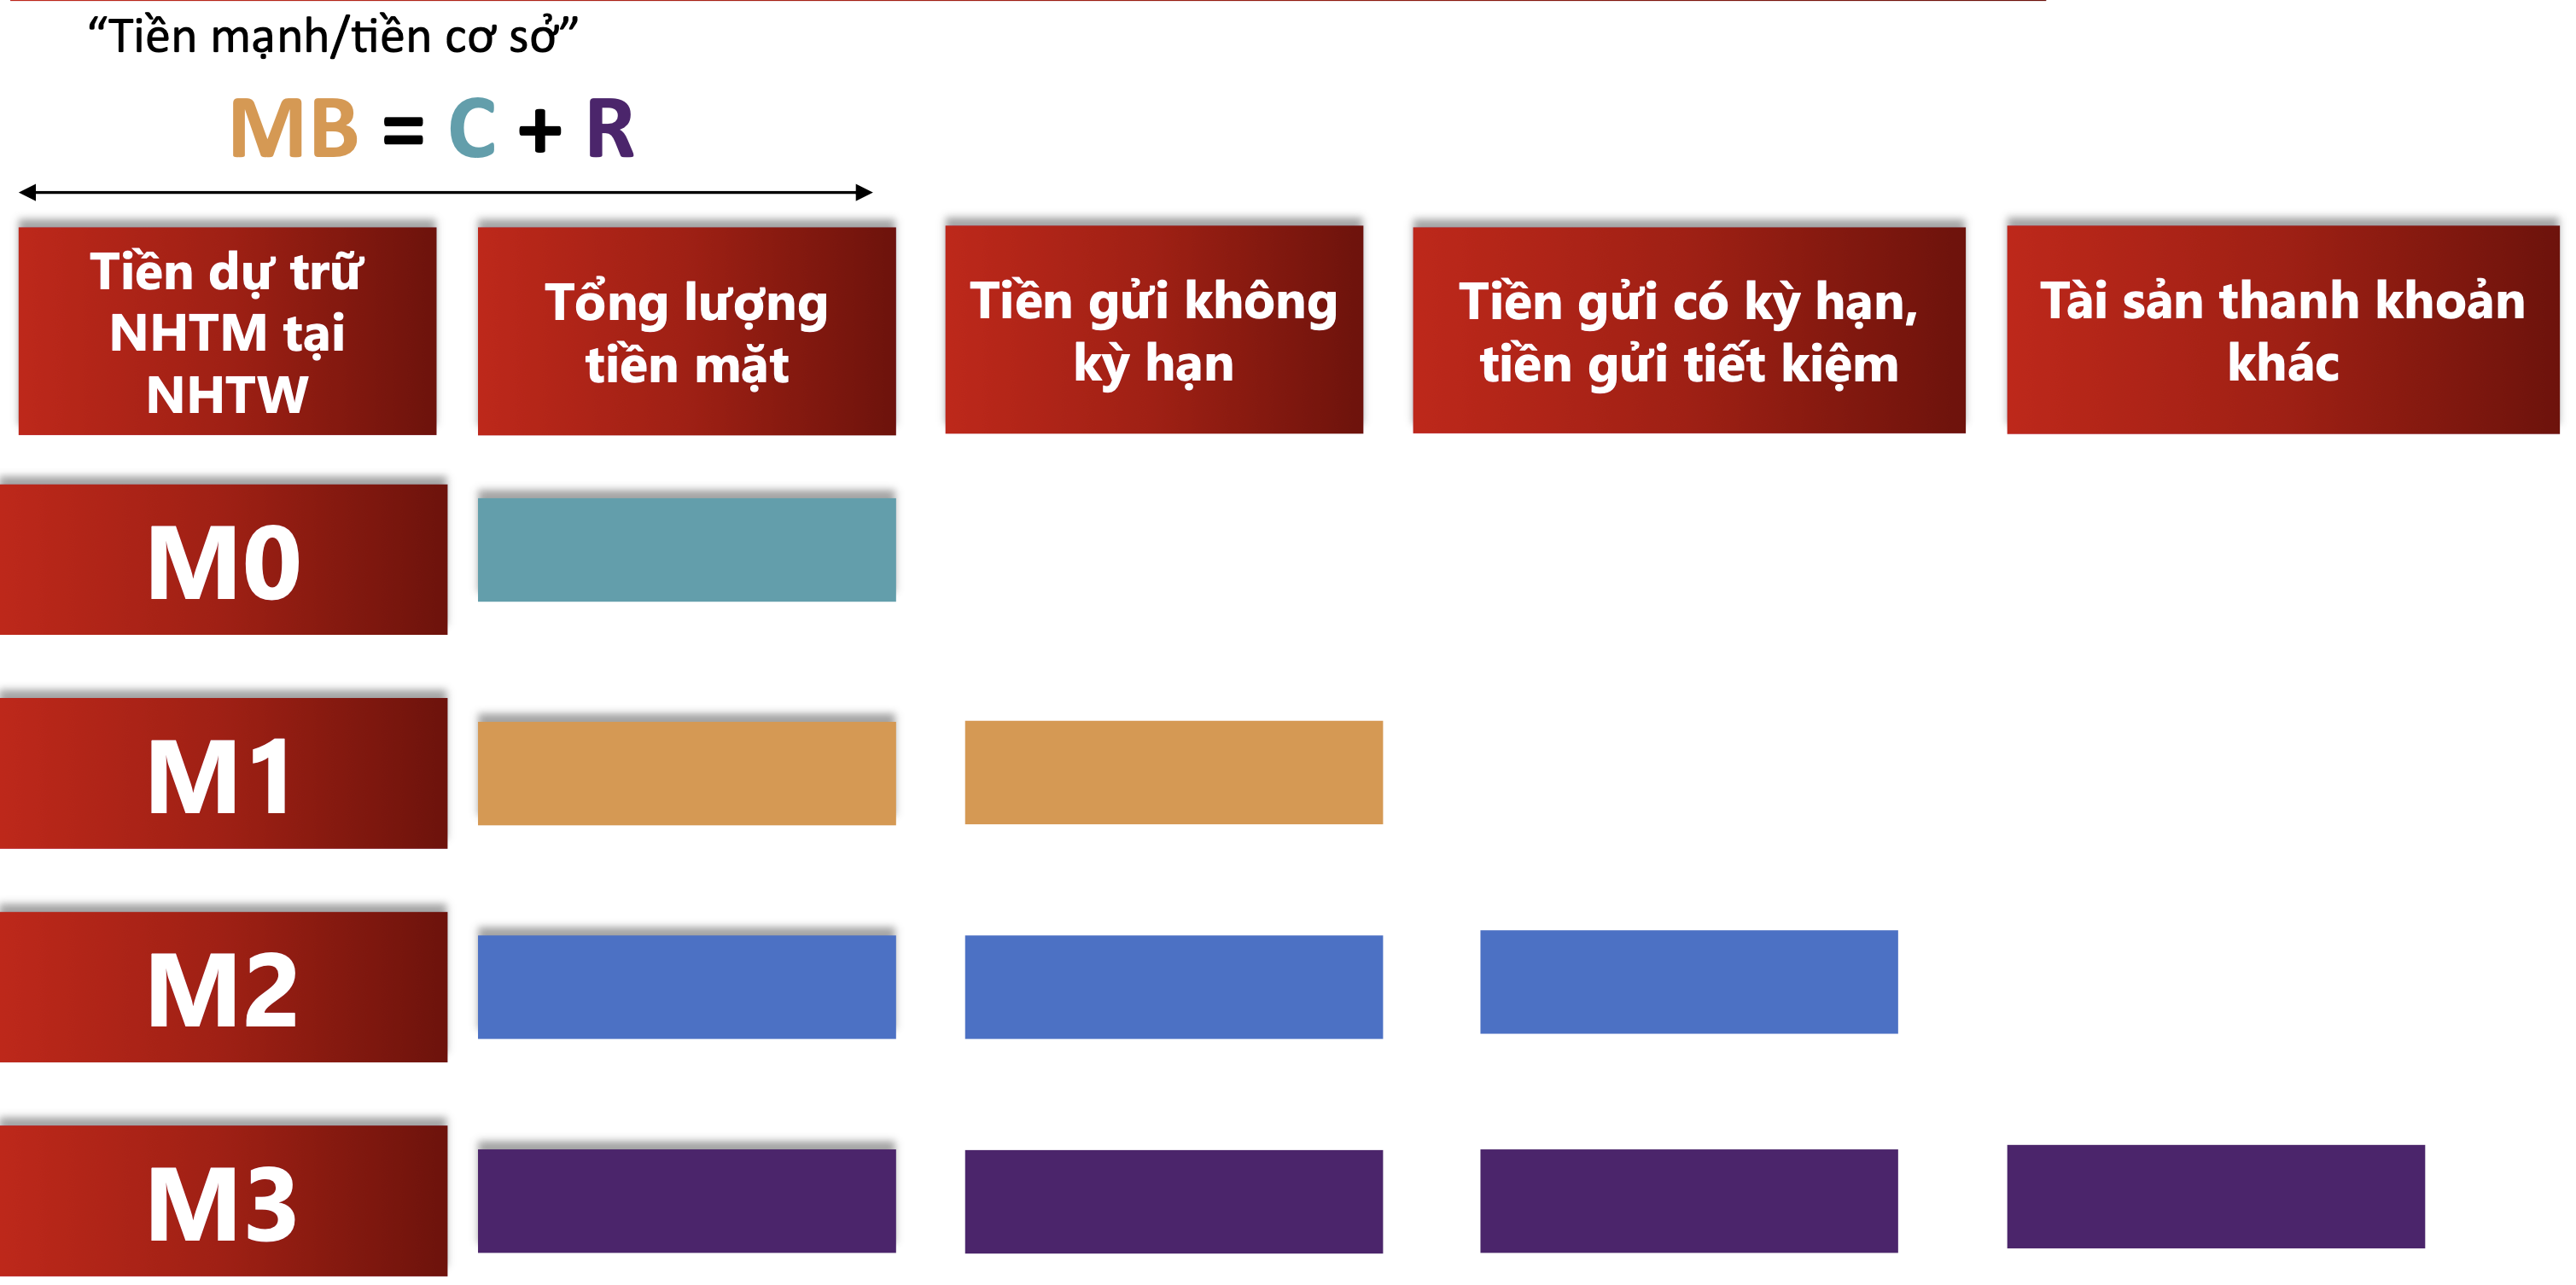 “Tiền mạnh/tiền cơ sở”
MB = C + R
Tiền dự trữ
NHTM tại
NHTW
Tổng lượng
tiền mặt
Tiền gửi không
kỳ hạn
Tiền gửi có kỳ hạn,
tiền gửi tiết kiệm
Tài sản thanh khoản
khác
M0
M1
M2
M3